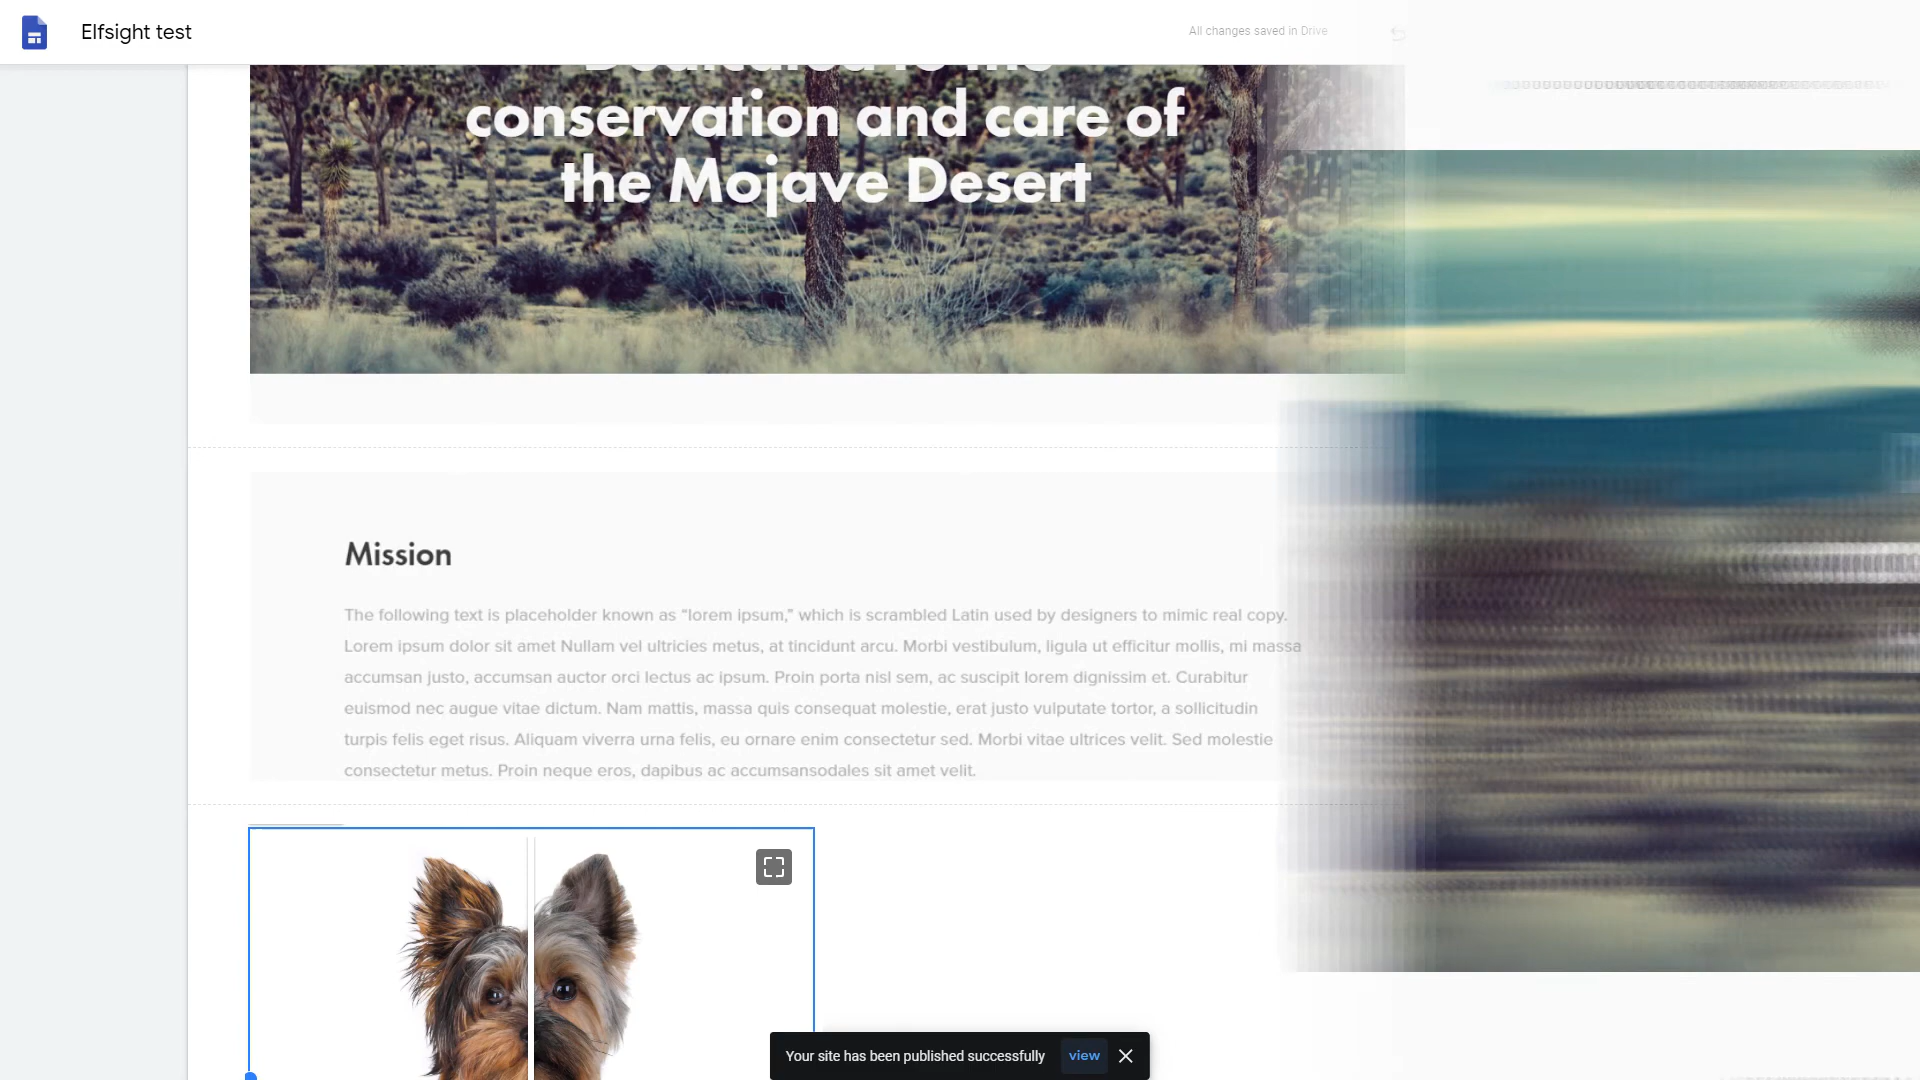 Elfsight test
All changes saved in Drive
Dedicated to the
conservation and care of
the Mojave Desert
Mission
The following text is placeholder known as “lorem ipsum,” which is scrambled Latin used by designers to mimic real copy.
Lorem ipsum dolor sit amet Nullam vel ultricies metus, at tincidunt arcu. Morbi vestibulum, ligula ut efficitur mollis, mi massa
accumsan justo, accumsan auctor orci lectus ac ipsum. Proin porta nisl sem, ac suscipit lorem dignissim et. Curabitur
euismod nec augue vitae dictum. Nam mattis, massa quis consequat molestie, erat justo vulputate tortor, a sollicitudin
turpis felis eget risus. Aliquam viverra urna felis, eu ornare enim consectetur sed. Morbi vitae ultrices velit. Sed molestie
consectetur metus. Proin neque eros, dapibus ac accumsansodales sit amet velit.
Your site has been published successfully view